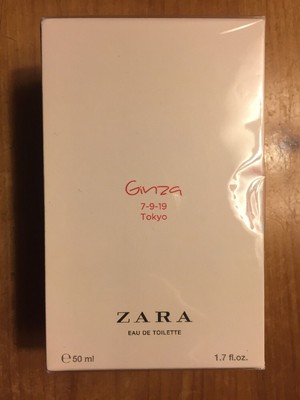 Ginza
7-9-19
Tokyo
ZARA
EAU DE TOILETTE
℮ 50 ml 1.7 fl.oz.